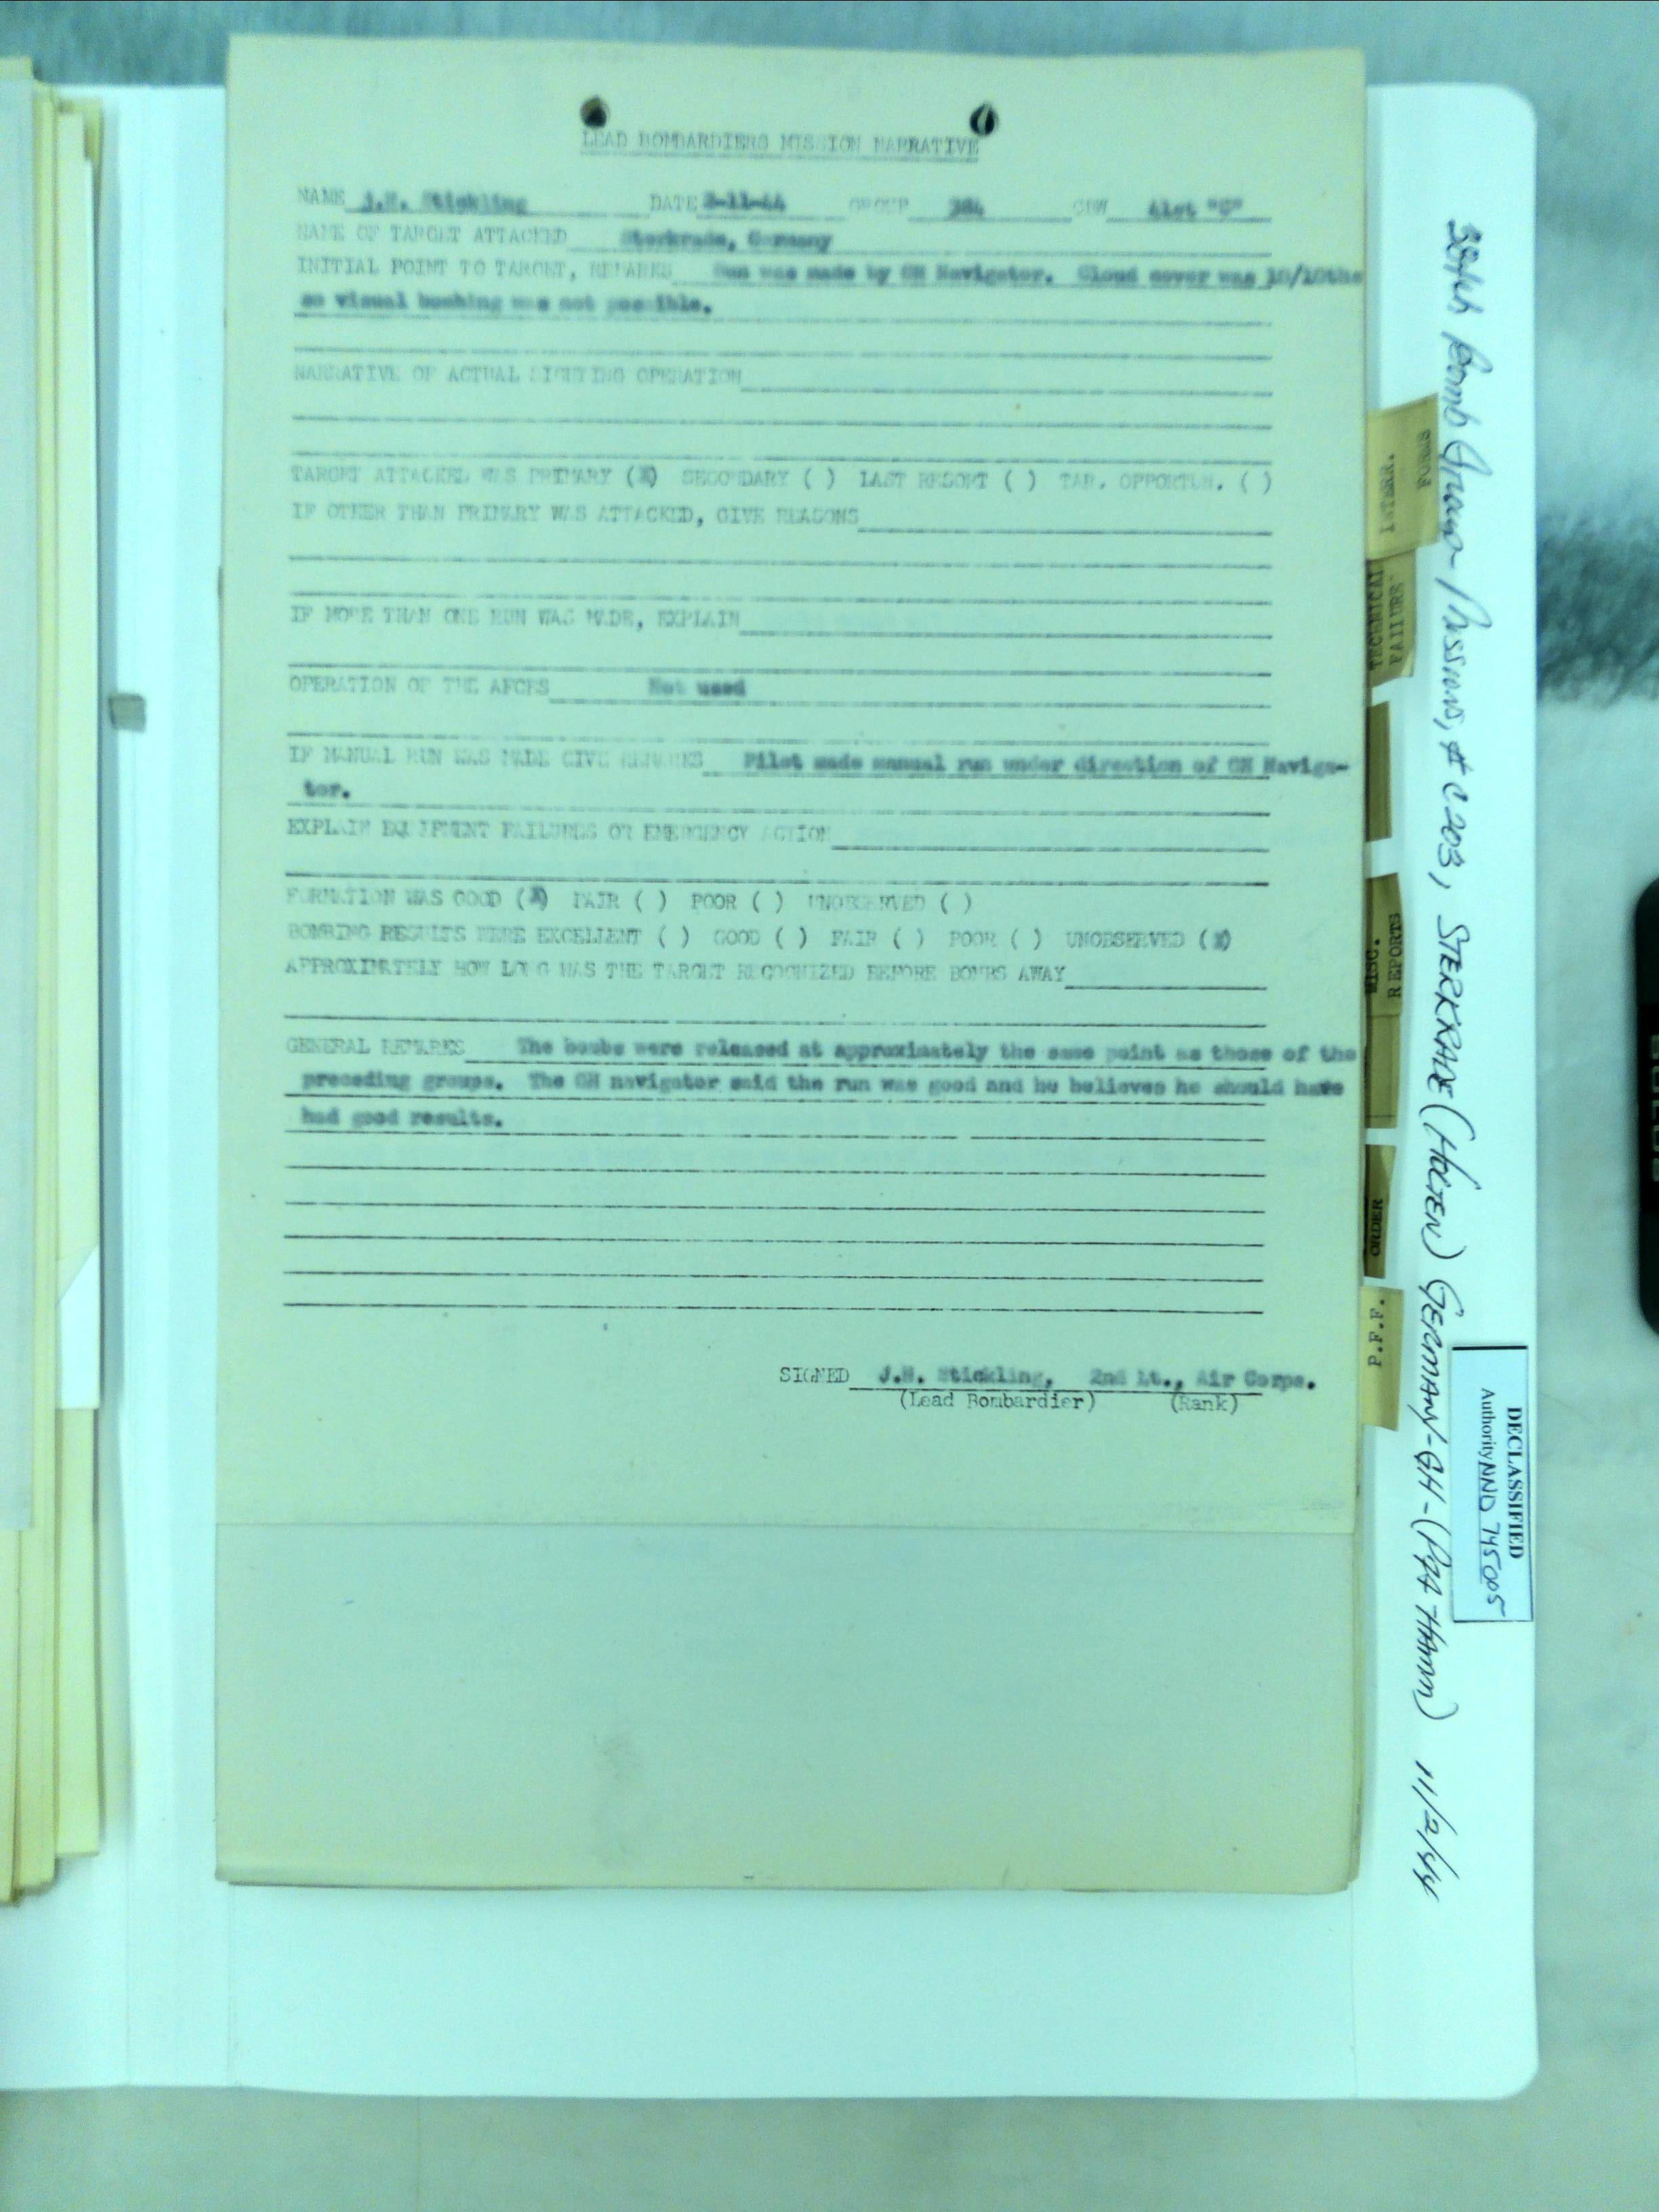 LEAD BOMBARDIERS MISSION NARRATIVE
NAME J.H. Stickling DATE 2-11-44 GROUP 384 CBW 41st "C"
NAME OF TARGET ATTACKED Sterkrade, Germany
INITIAL POINT TO TARGET, REMARKS Run was made by GH Navigator. Cloud cover was 10/10ths
so visual bombing was not possible.
NARRATIVE OF ACTUAL SIGHTING OPERATION
TARGET ATTACKED WAS PRIMARY (X) SECONDARY ( ) LAST RESORT ( ) TAR. OPPORTUN. ( )
IF OTHER THAN PRIMARY WAS ATTACKED, GIVE REASONS
IF MORE THAN ONE RUN WAS MADE, EXPLAIN
OPERATION OF THE AFCES Not used
IF MANUAL RUN WAS MADE GIVE REMARKS Pilot made manual run under direction of GH Naviga-
tor.
EXPLAIN EQUIPMENT FAILURES OR EMERGENCY ACTION
FORMATION WAS GOOD (X) FAIR ( ) POOR ( ) UNOBSERVED ( )
BOMBING RESULTS WERE EXCELLENT ( ) GOOD ( ) FAIR ( ) POOR ( ) UNOBSERVED (X)
APPROXIMATELY HOW LONG WAS THE TARGET RECOGNIZED BEFORE BOMBS AWAY
GENERAL REMARKS The bombs were released at approximately the same point as those of the
preceding groups. The GH navigator said the run was good and he believes he should have
had good results.
SIGNED J.H. Stickling, 2nd Lt., Air Corps.
(Lead Bombardier) (Rank)
INTER.
FORMS
TECHNICAL
FAILURE
MISC.
REPORTS
ORDER
P.F.F.
384th Bomb Group - Missions, # 203, STERKRADE (HOLTEN) GERMANY-GH-(PFF HAMM) 11/2/44
DECLASSIFIED
Authority NND 745005